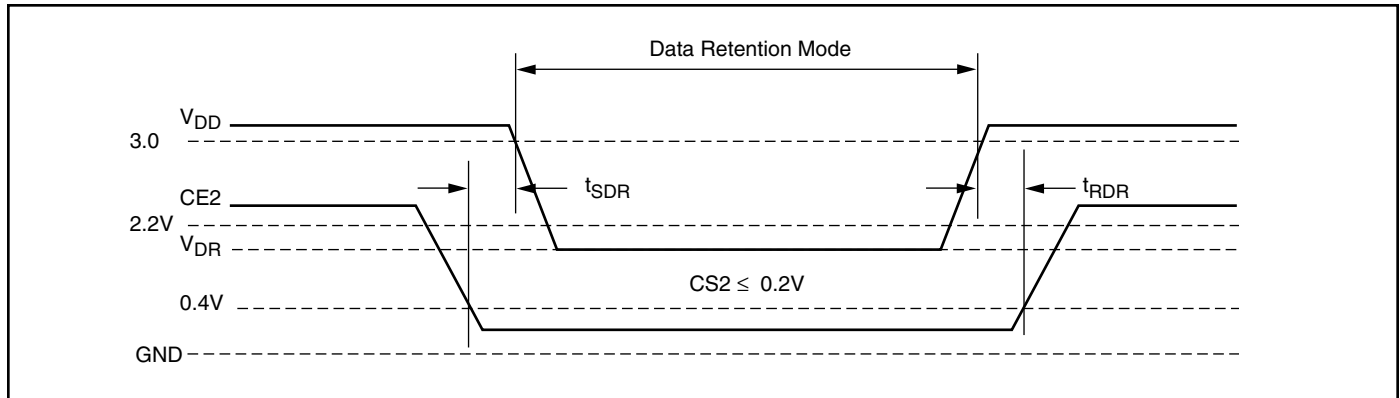 Data Retention Mode
VDD
3.0
tSDR
tRDR
CE2
2.2V
VDR
CS2 ≤ 0.2V
0.4V
GND